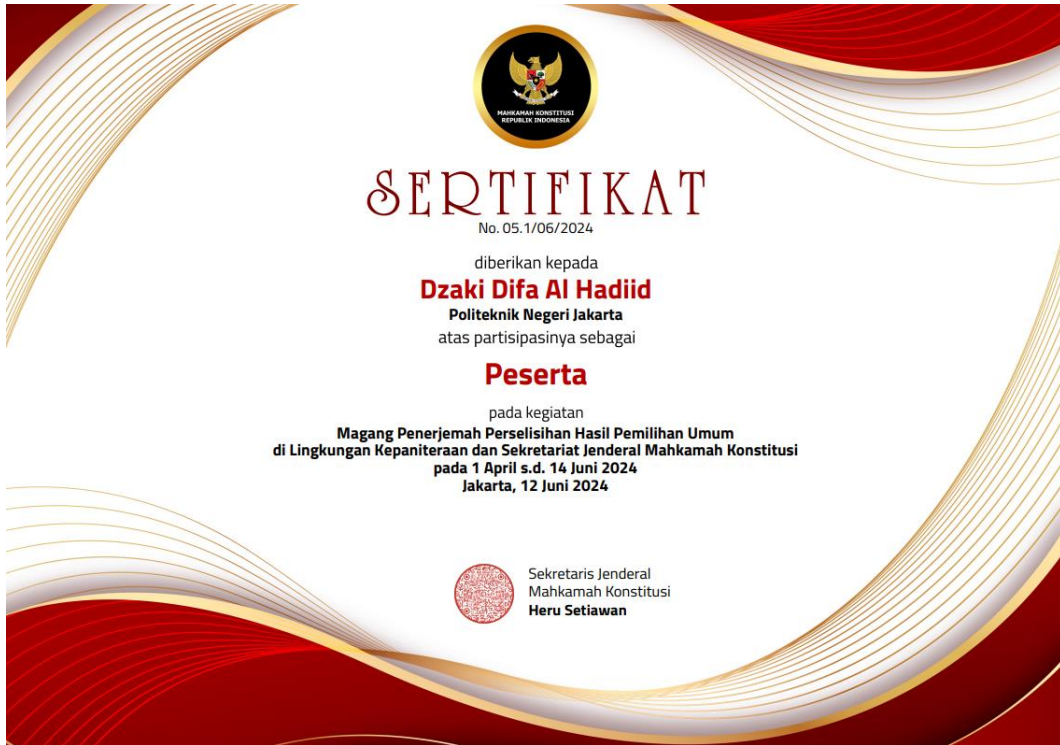 MAHKAMAH KONSTITUSI
REPUBLIK INDONESIA
SERTIFIKAT
No. 05.1/06/2024
diberikan kepada
Dzaki Difa Al Hadiid
Politeknik Negeri Jakarta
atas partisipasinya sebagai
Peserta
pada kegiatan
Magang Penerjemah Perselisihan Hasil Pemilihan Umum
di Lingkungan Kepaniteraan dan Sekretariat Jenderal Mahkamah Konstitusi
pada 1 April s.d. 14 Juni 2024
Jakarta, 12 Juni 2024
Sekretaris Jenderal
Mahkamah Konstitusi
Heru Setiawan